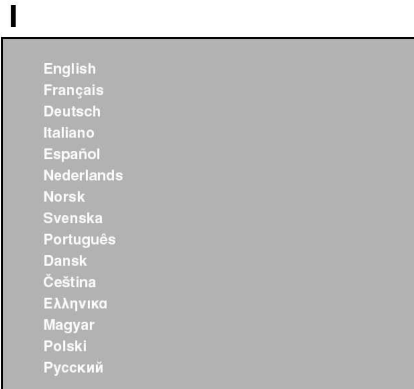 English
Français
Deutsch
Italiano
Español
Nederlands
Norsk
Svenska
Português
Dansk
Čeština
Ελληνικα
Magyar
Polski
Русский